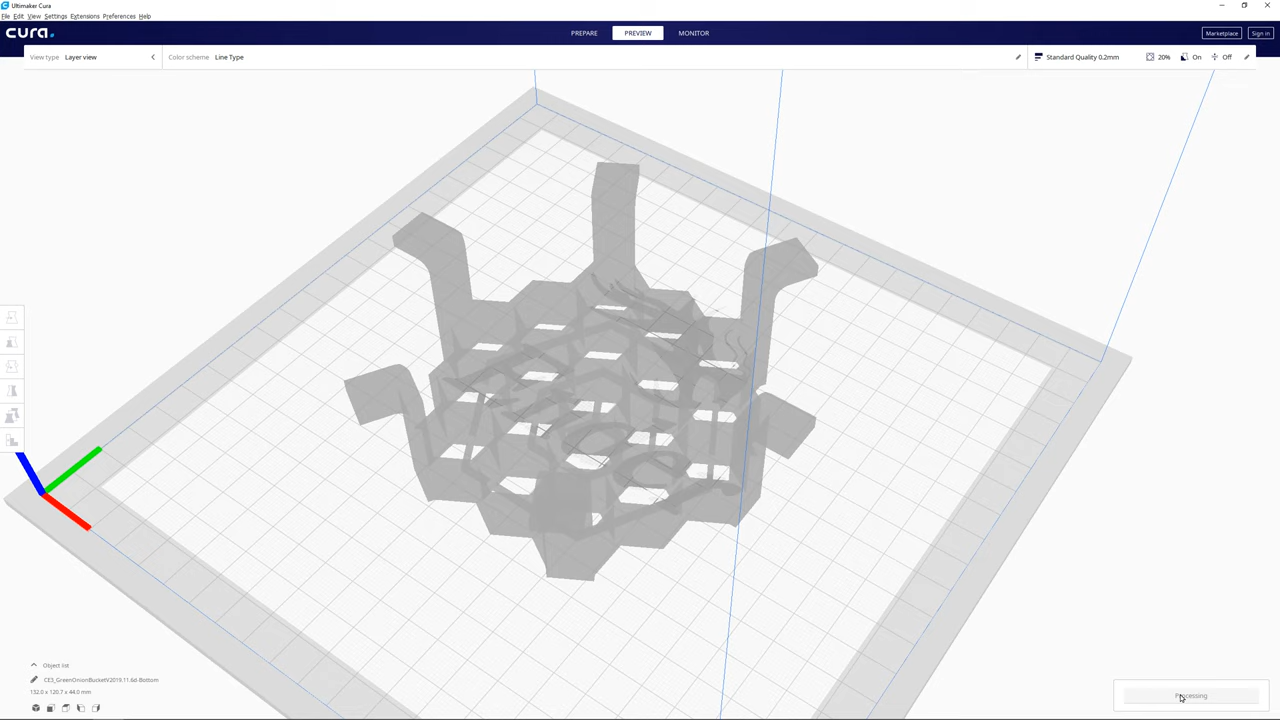 Ultimaker Cura
File Edit View Settings Extensions Preferences Help
cura.
PREPARE
PREVIEW
MONITOR
Marketplace
Sign in
View type Layer view
Color scheme Line Type
Standard Quality 0.2mm
20%
On
Off
Object list
CE3_GreenOnionBucketV2019.11.6d-Bottom
132.0 x 120.7 x 44.0 mm
Processing